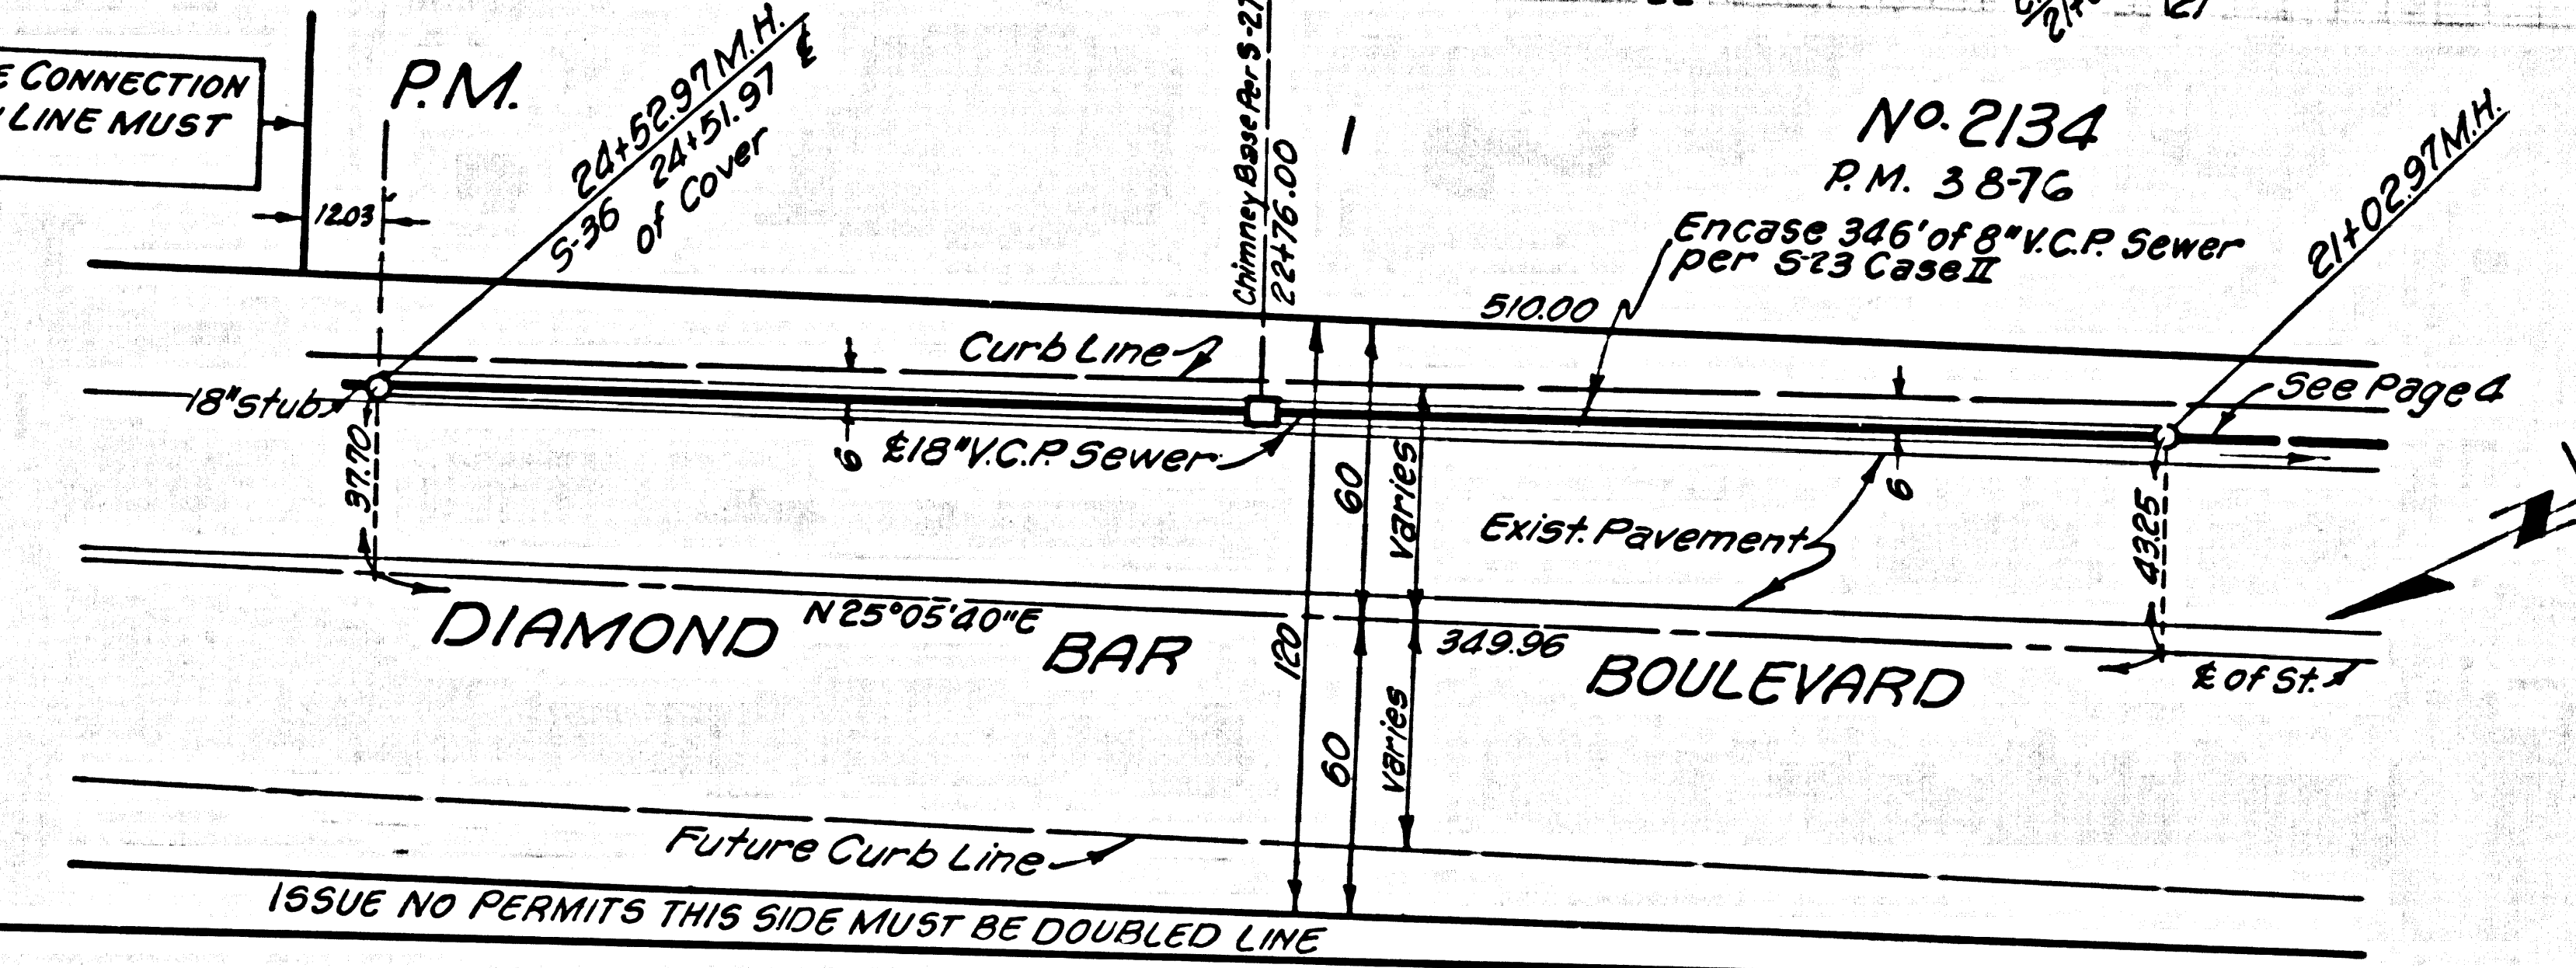 E CONNECTION
LINE MUST
P.M.
12.03
24+52.97 M.H.
S-36 24+51.97 ℄
of Cover
Chimney Base Per S-27
22+76.00
1
No. 2134
P.M. 38-76
Encase 346' of 8" V.C.P. Sewer
per S-23 Case II
21+02.97 M.H.
510.00
Curb Line
18" stub
See Page 4
37.70
6
℄ 18" V.C.P. Sewer
60
varies
6
Exist. Pavement
43.25
DIAMOND BAR BOULEVARD
N 25°05'40"E
120
349.96
℄ of St.
60
varies
Future Curb Line
ISSUE NO PERMITS THIS SIDE MUST BE DOUBLED LINE